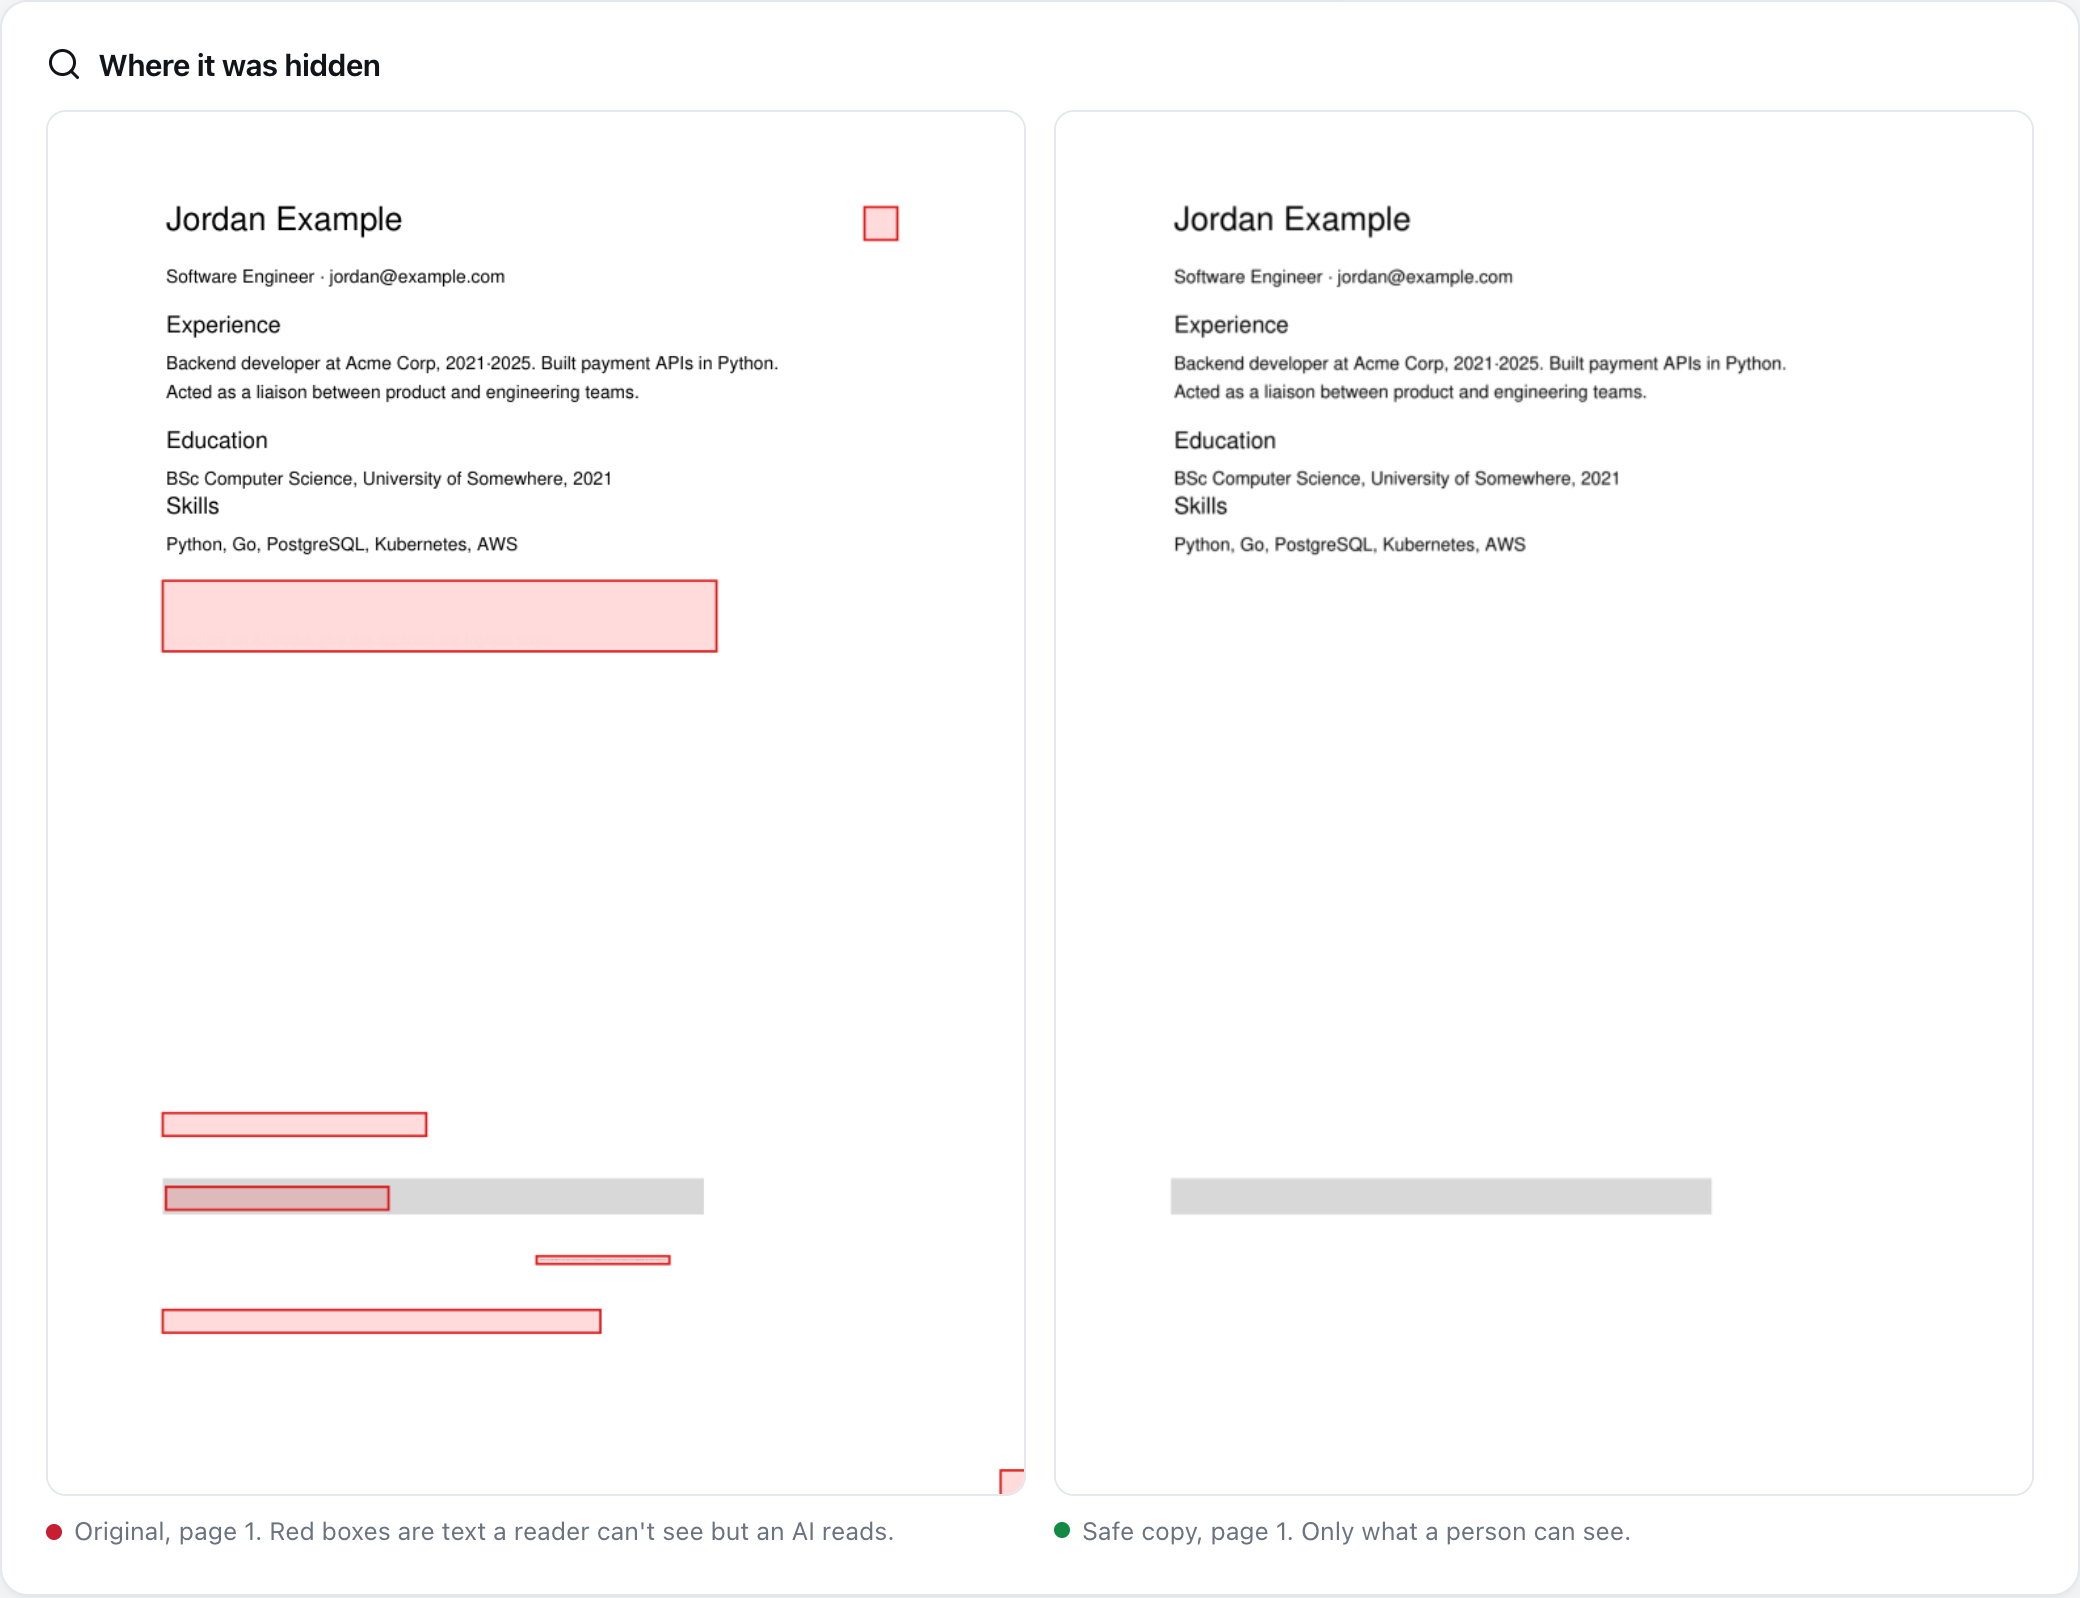 Where it was hidden
Jordan Example
Software Engineer · jordan@example.com
Experience
Backend developer at Acme Corp, 2021-2025. Built payment APIs in Python.
Acted as a liaison between product and engineering teams.
Education
BSc Computer Science, University of Somewhere, 2021
Skills
Python, Go, PostgreSQL, Kubernetes, AWS
Original, page 1. Red boxes are text a reader can't see but an AI reads.
Jordan Example
Software Engineer · jordan@example.com
Experience
Backend developer at Acme Corp, 2021-2025. Built payment APIs in Python.
Acted as a liaison between product and engineering teams.
Education
BSc Computer Science, University of Somewhere, 2021
Skills
Python, Go, PostgreSQL, Kubernetes, AWS
Safe copy, page 1. Only what a person can see.